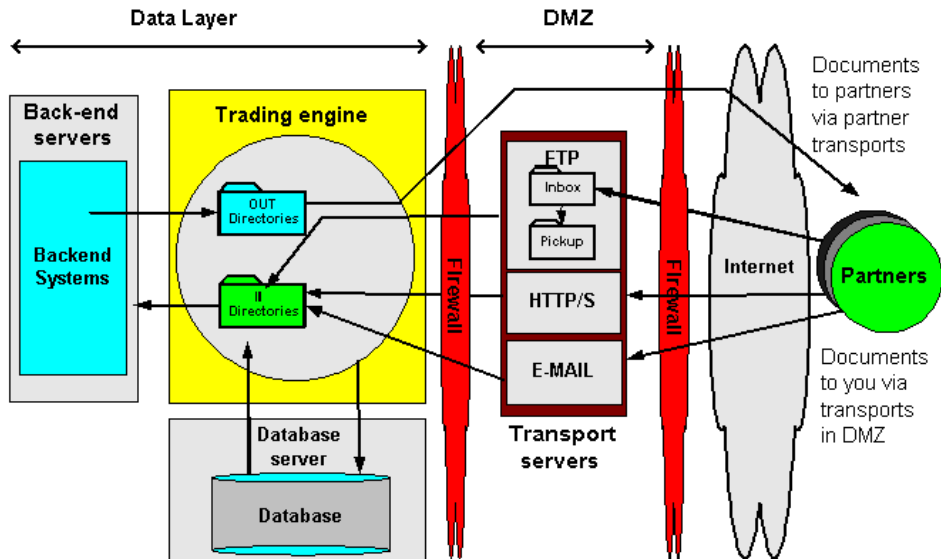 Data Layer
DMZ
Back-end
servers
Backend
Systems
Trading engine
OUT
Directories
II
Directories
Database
server
Database
FIrewall
FTP
Inbox
Pickup
HTTP/S
E-MAIL
Transport
servers
FIrewall
Internet
Documents
to partners
via partner
transports
Partners
Documents
to you via
transports
in DMZ